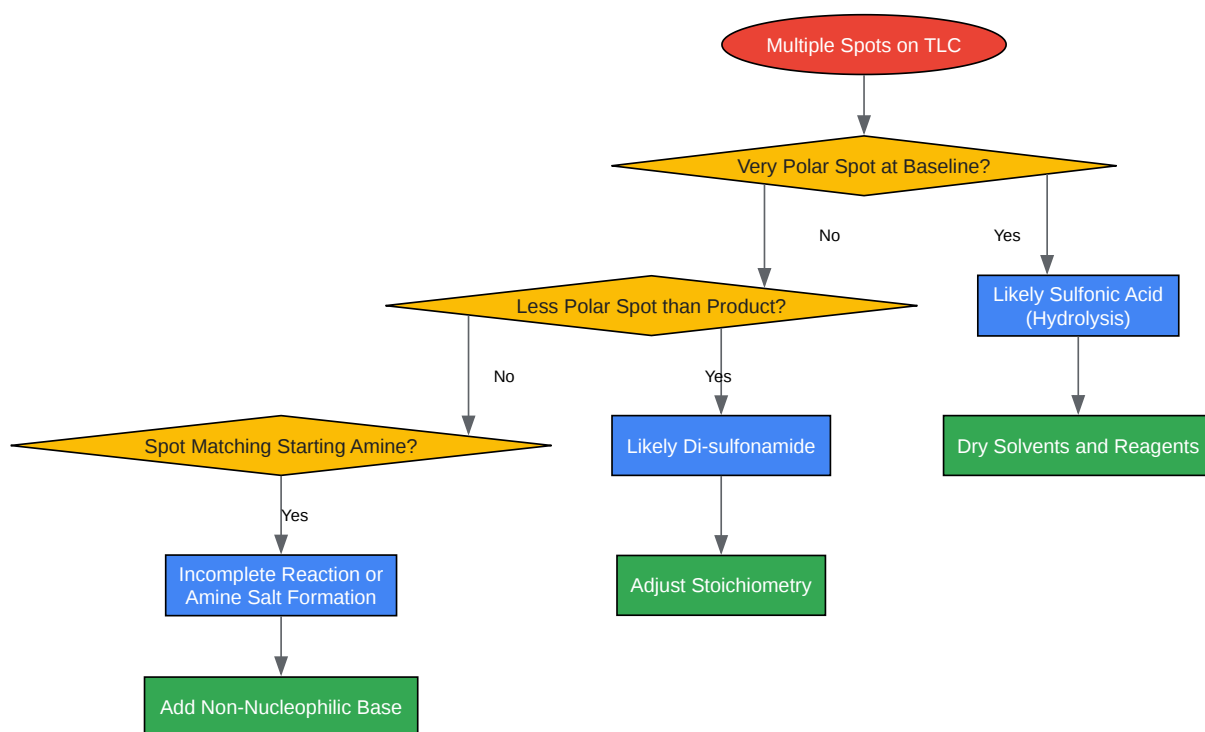 Multiple Spots on TLC
Very Polar Spot at Baseline?
No
Yes
Less Polar Spot than Product?
Likely Sulfonic Acid
(Hydrolysis)
No
Yes
Spot Matching Starting Amine?
Likely Di-sulfonamide
Dry Solvents and Reagents
Yes
Incomplete Reaction or
Amine Salt Formation
Adjust Stoichiometry
Add Non-Nucleophilic Base